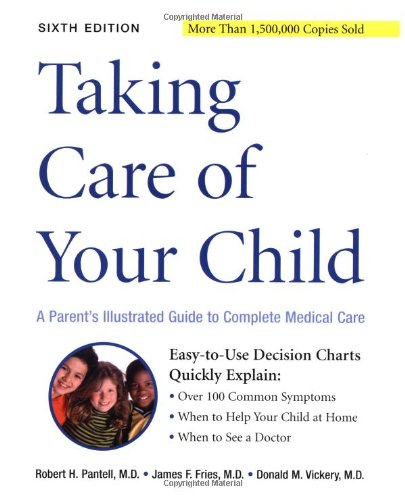 Copyrighted Material
SIXTH EDITION
More Than 1,500,000 Copies Sold
Taking
Care of
Your Child
A Parent's Illustrated Guide to Complete Medical Care
Easy-to-Use Decision Charts
Quickly Explain:
• Over 100 Common Symptoms
• When to Help Your Child at Home
• When to See a Doctor
Robert H. Pantell, M.D. • James F. Fries, M.D. • Donald M. Vickery, M.D.
Copyrighted Material